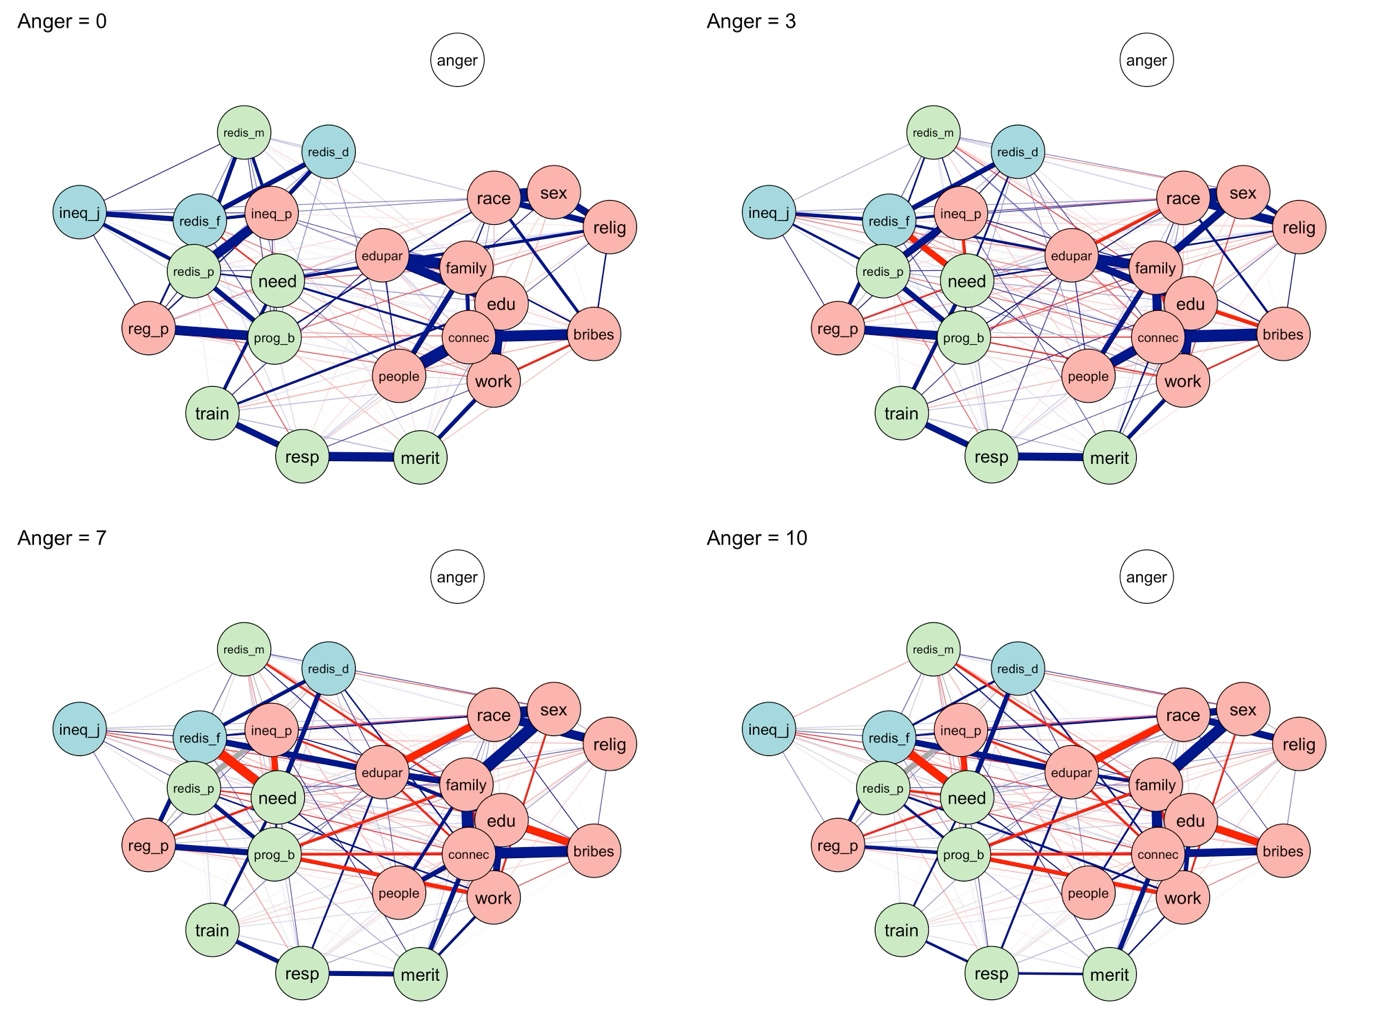 Anger = 0
anger
redis_m
redis_d
race
sex
ineq_j
redis_f
ineq_p
relig
edupar
family
redis_p
need
edu
reg_p
prog_b
connec
bribes
people
work
train
resp
merit
Anger = 3
anger
redis_m
redis_d
race
sex
ineq_j
redis_f
ineq_p
relig
edupar
family
redis_p
need
edu
reg_p
prog_b
connec
bribes
people
work
train
resp
merit
Anger = 7
anger
redis_m
redis_d
race
sex
ineq_j
redis_f
ineq_p
relig
edupar
family
redis_p
need
edu
reg_p
prog_b
connec
bribes
people
work
train
resp
merit
Anger = 10
anger
redis_m
redis_d
race
sex
ineq_j
redis_f
ineq_p
relig
edupar
family
redis_p
need
edu
reg_p
prog_b
connec
bribes
people
work
train
resp
merit